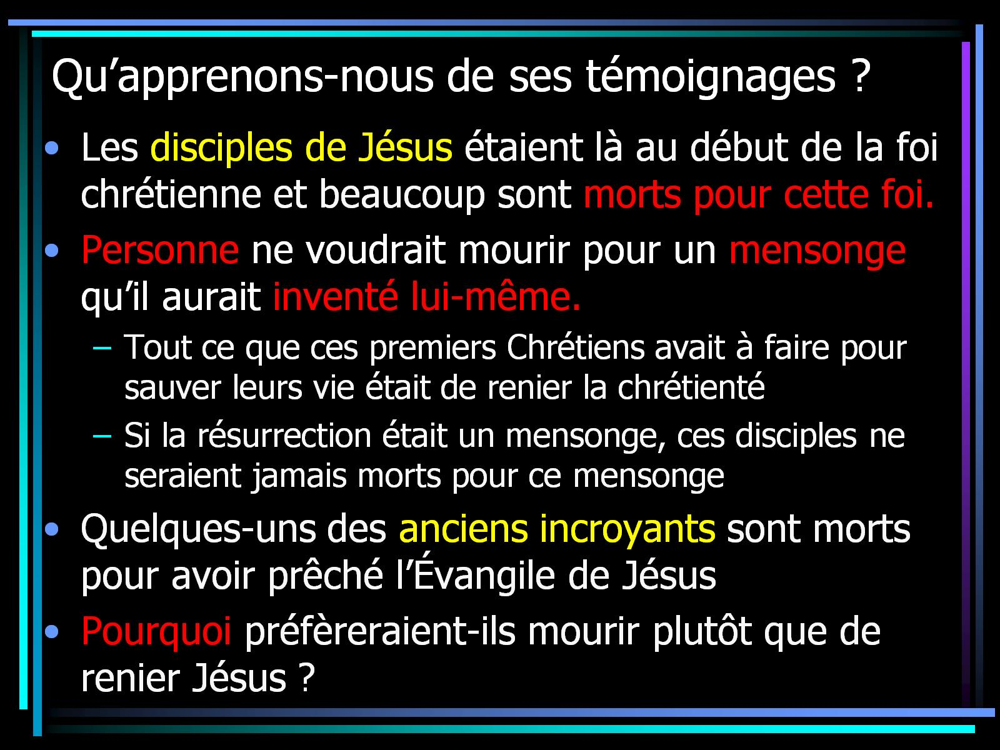 Qu’apprenons-nous de ses témoignages ?
• Les disciples de Jésus étaient là au début de la foi
chrétienne et beaucoup sont morts pour cette foi.
• Personne ne voudrait mourir pour un mensonge
qu’il aurait inventé lui-même.
– Tout ce que ces premiers Chrétiens avait à faire pour
sauver leurs vie était de renier la chrétienté
– Si la résurrection était un mensonge, ces disciples ne
seraient jamais morts pour ce mensonge
• Quelques-uns des anciens incroyants sont morts
pour avoir prêché l’Évangile de Jésus
• Pourquoi préfèreraient-ils mourir plutôt que de
renier Jésus ?